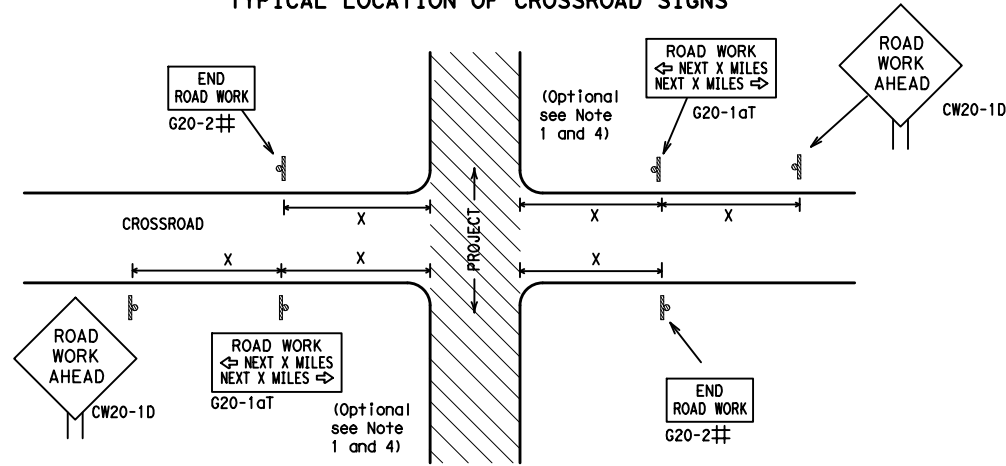 TYPICAL LOCATION OF CROSSROAD SIGNS
END
ROAD WORK
G20-2#
(Optional
see Note
1 and 4)
ROAD WORK
⇦ NEXT X MILES
NEXT X MILES ⇨
G20-1aT
ROAD
WORK
AHEAD
CW20-1D
CROSSROAD
X
X
X
PROJECT
X
X
X
ROAD
WORK
AHEAD
CW20-1D
ROAD WORK
⇦ NEXT X MILES
NEXT X MILES ⇨
G20-1aT
(Optional
see Note
1 and 4)
END
ROAD WORK
G20-2#